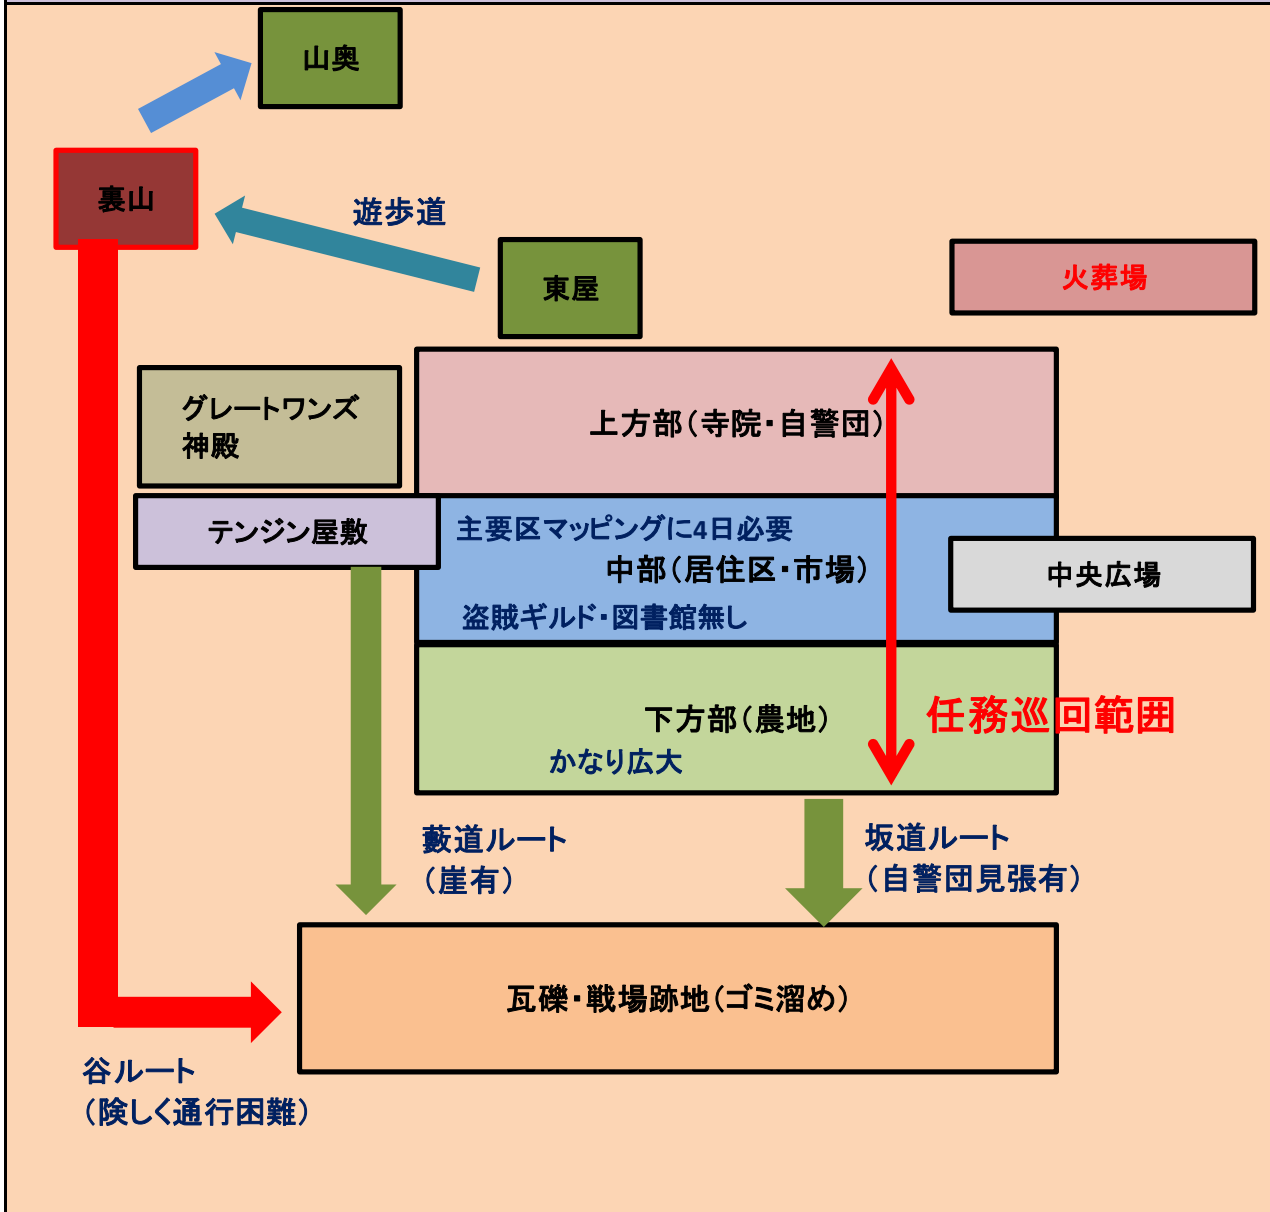 山奥
裏山
遊歩道
東屋
火葬場
グレートワンズ
神殿
上方部（寺院・自警団）
テンジン屋敷
主要区マッピングに4日必要
中部（居住区・市場）
中央広場
盗賊ギルド・図書館無し
下方部（農地）
任務巡回範囲
かなり広大
藪道ルート
（崖有）
坂道ルート
（自警団見張有）
瓦礫・戦場跡地（ゴミ溜め）
谷ルート
（険しく通行困難）